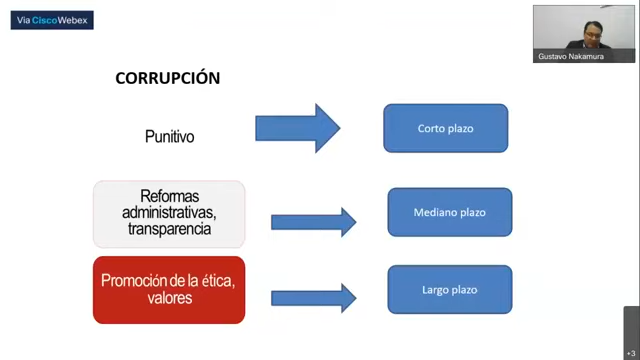 Via CiscoWebex
Gustavo Nakamura
CORRUPCIÓN
Punitivo
Corto plazo
Reformas
administrativas,
transparencia
Mediano plazo
Promoción de la ética,
valores
Largo plazo
+3